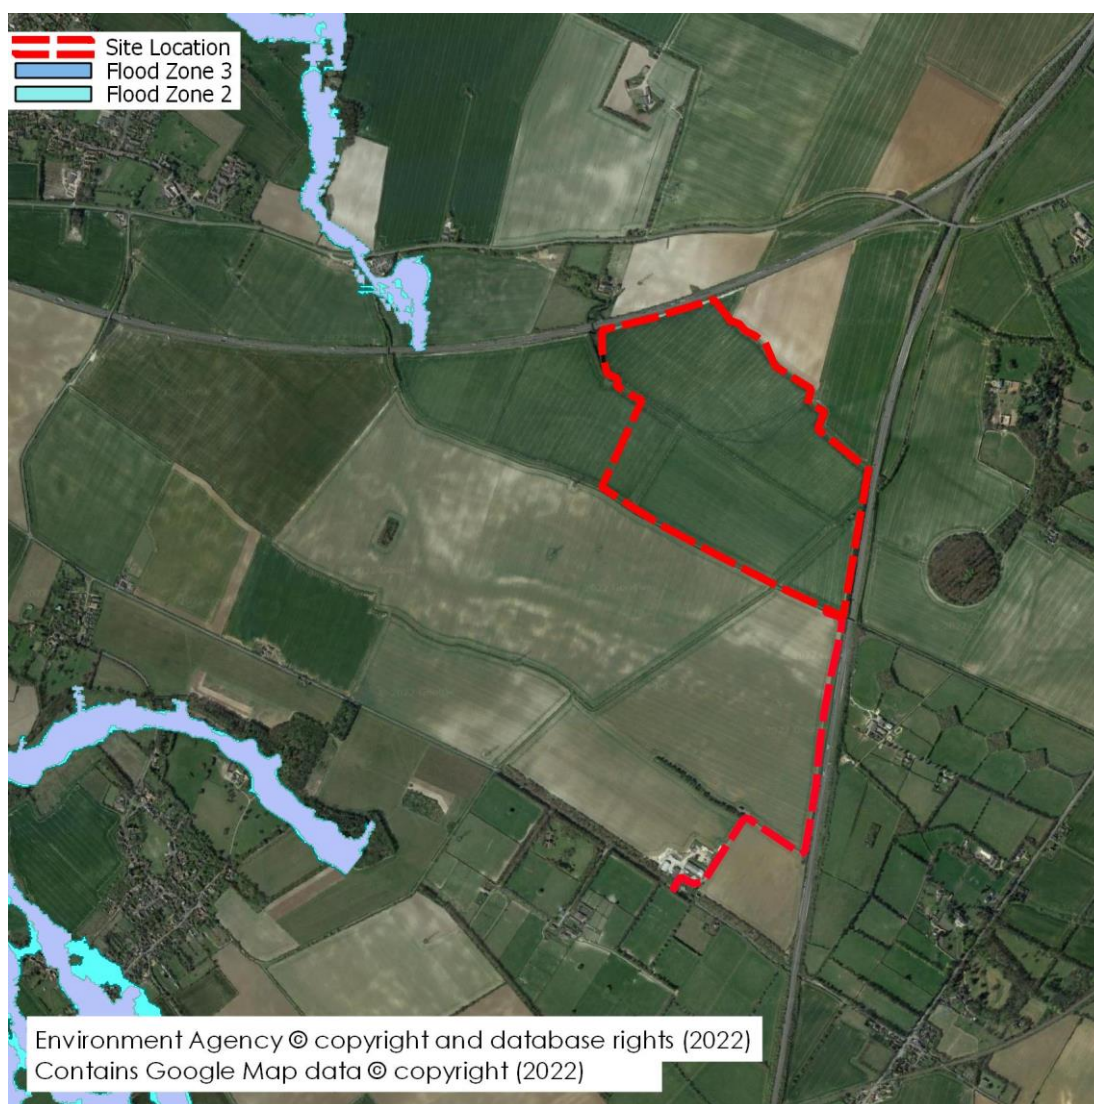 Site Location
Flood Zone 3
Flood Zone 2
Environment Agency © copyright and database rights (2022)
Contains Google Map data © copyright (2022)